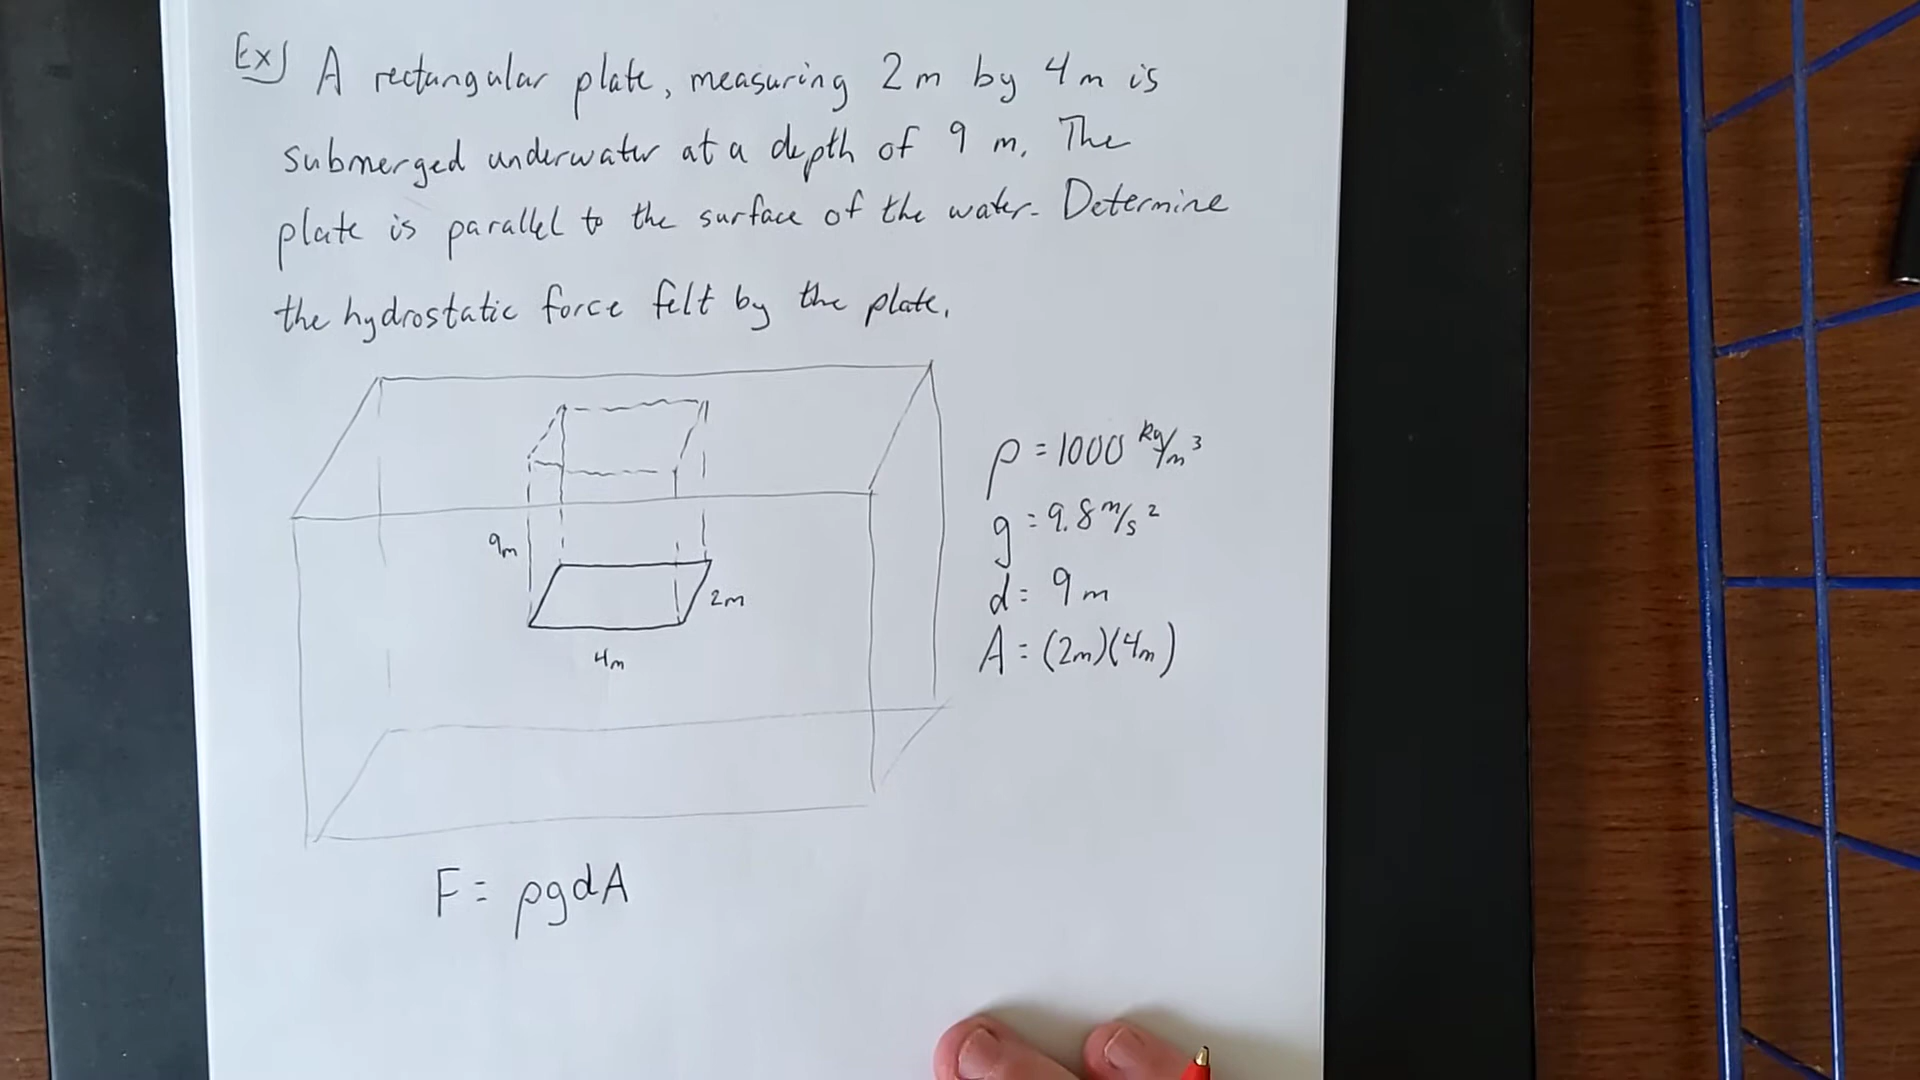 Ex) A rectangular plate, measuring 2m by 4m is
submerged underwater at a depth of 9 m. The
plate is parallel to the surface of the water. Determine
the hydrostatic force felt by the plate.
ρ = 1000 kg/m³
g = 9.8 m/s²
9m
d = 9 m
2m
A = (2m)(4m)
4m
F = ρgdA